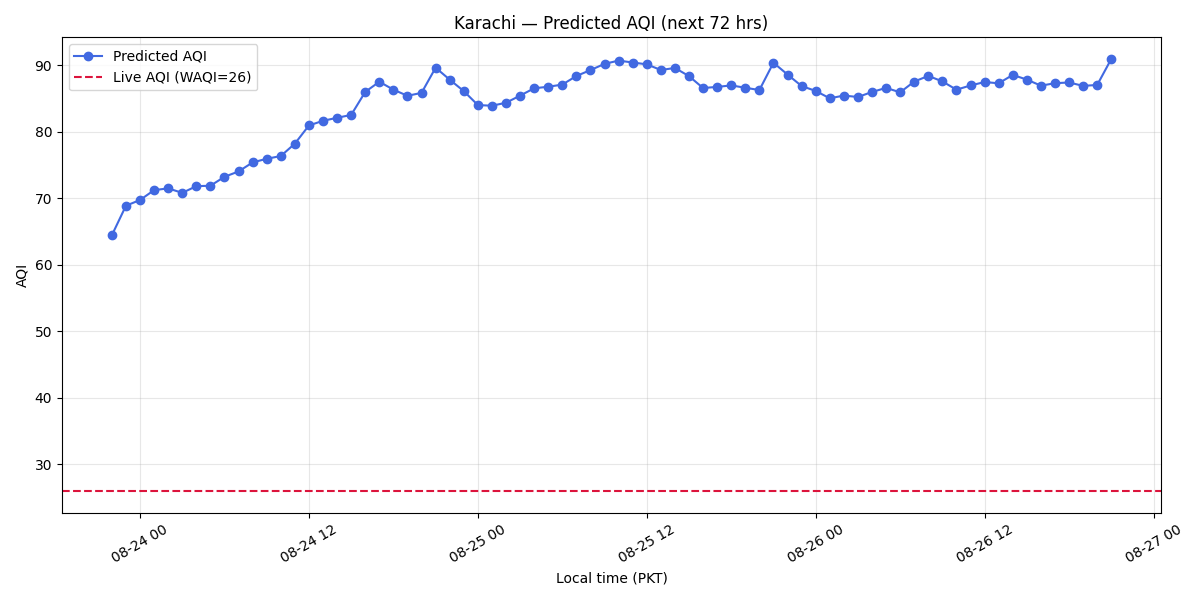 Karachi — Predicted AQI (next 72 hrs)
Predicted AQI
Live AQI (WAQI=26)
AQI
90
80
70
60
50
40
30
08-24 00
08-24 12
08-25 00
08-25 12
08-26 00
08-26 12
08-27 00
Local time (PKT)